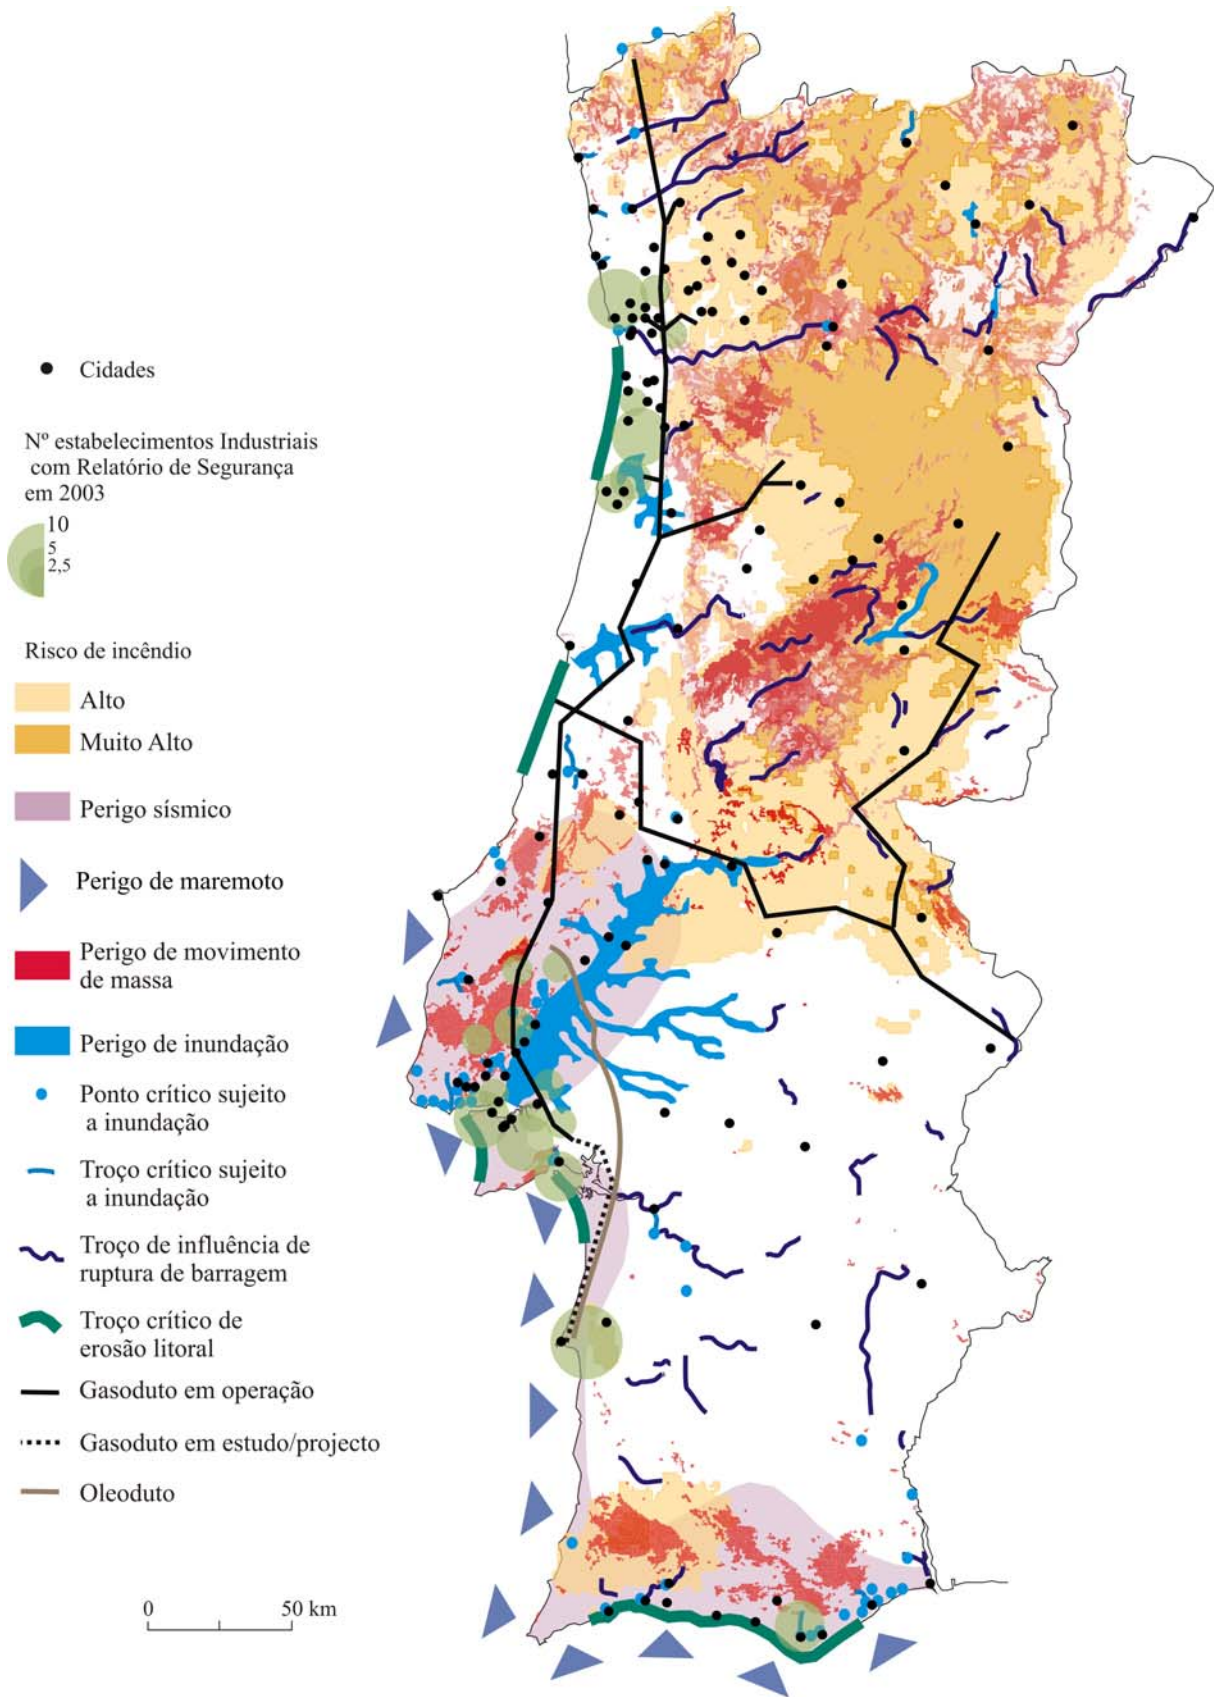 Cidades
Nº estabelecimentos Industriais
com Relatório de Segurança
em 2003
10
5
2,5
Risco de incêndio
Alto
Muito Alto
Perigo sísmico
Perigo de maremoto
Perigo de movimento
de massa
Perigo de inundação
Ponto crítico sujeito
a inundação
Troço crítico sujeito
a inundação
Troço de influência de
ruptura de barragem
Troço crítico de
erosão litoral
Gasoduto em operação
Gasoduto em estudo/projecto
Oleoduto
0 50 km